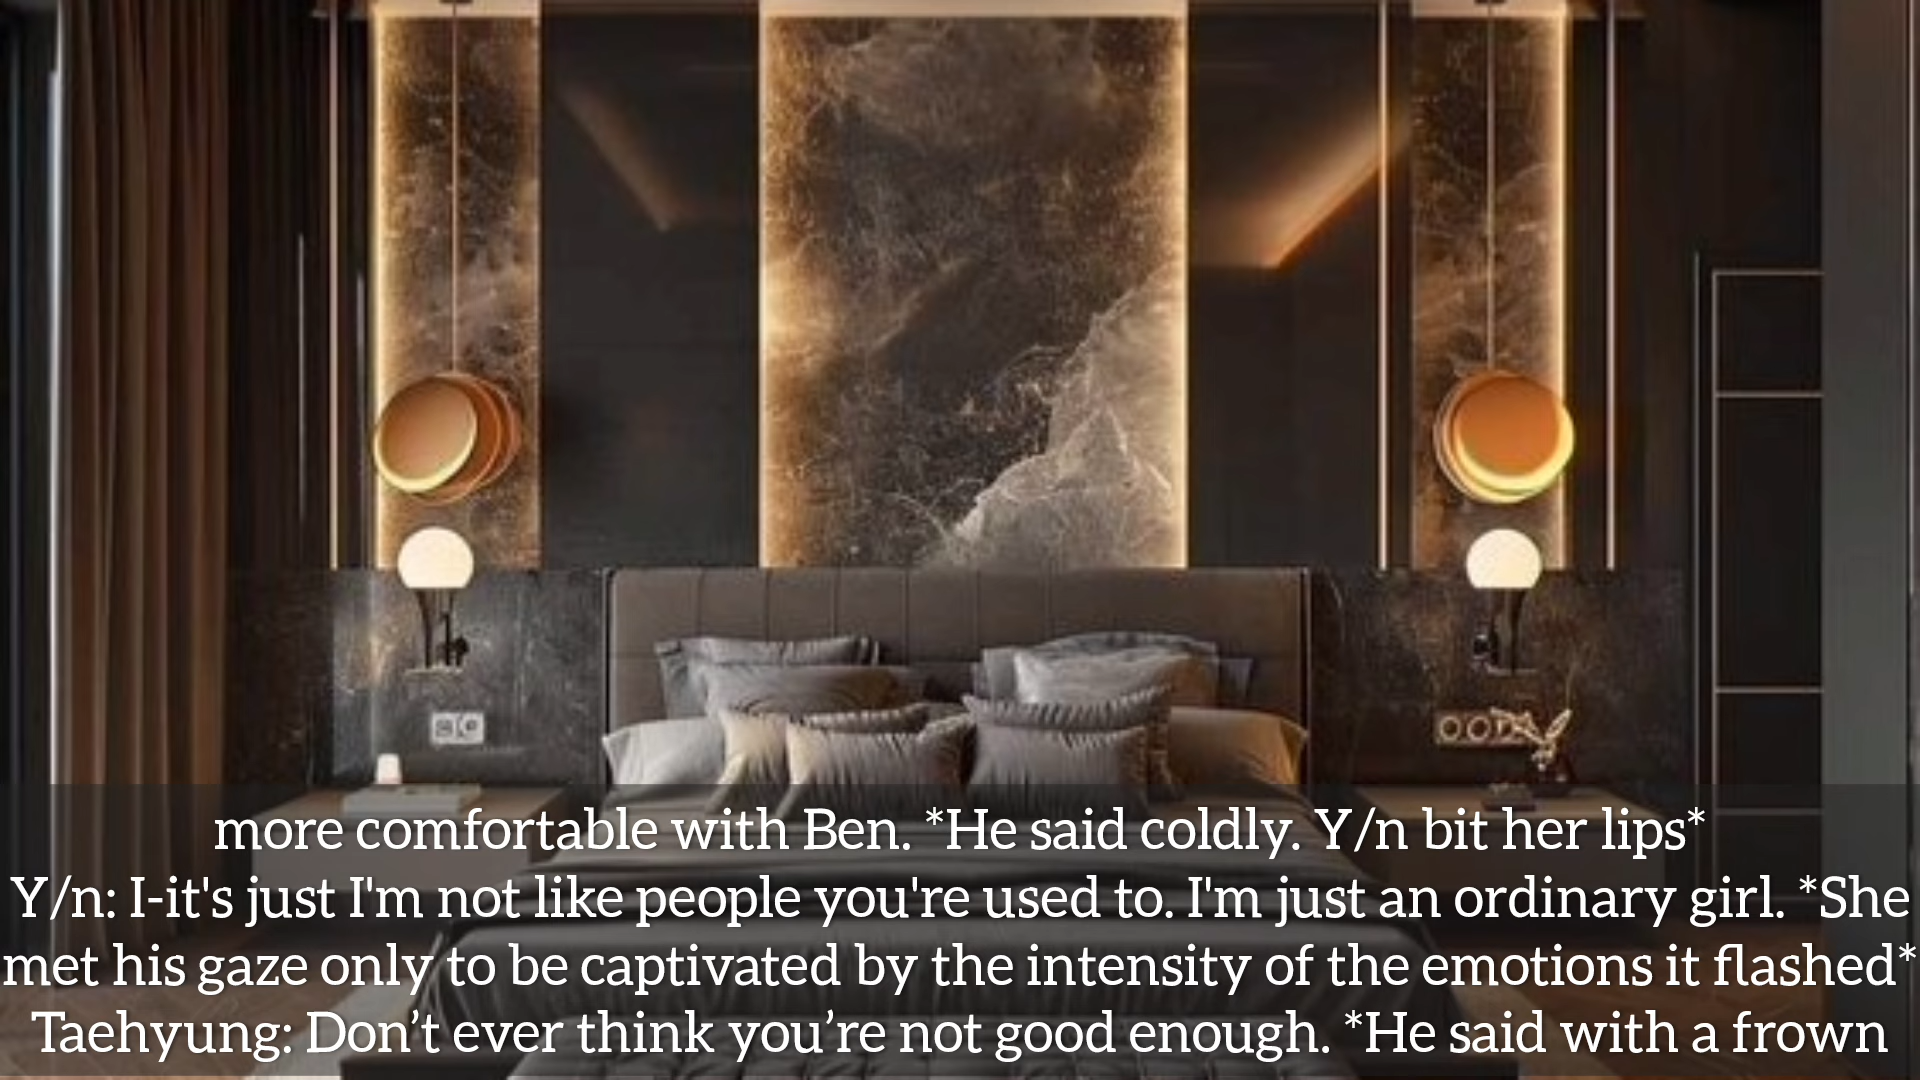 more comfortable with Ben. *He said coldly. Y/n bit her lips*
Y/n: I-it's just I'm not like people you're used to. I'm just an ordinary girl. *She
met his gaze only to be captivated by the intensity of the emotions it flashed*
Taehyung: Don’t ever think you’re not good enough. *He said with a frown